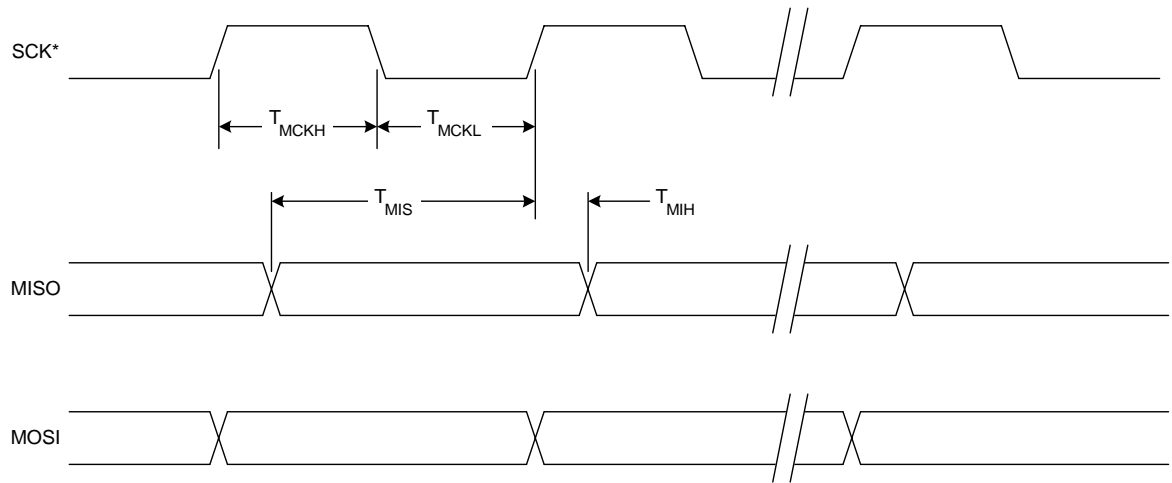 SCK*
T_MCKH
T_MCKL
T_MIS
T_MIH
MISO
MOSI